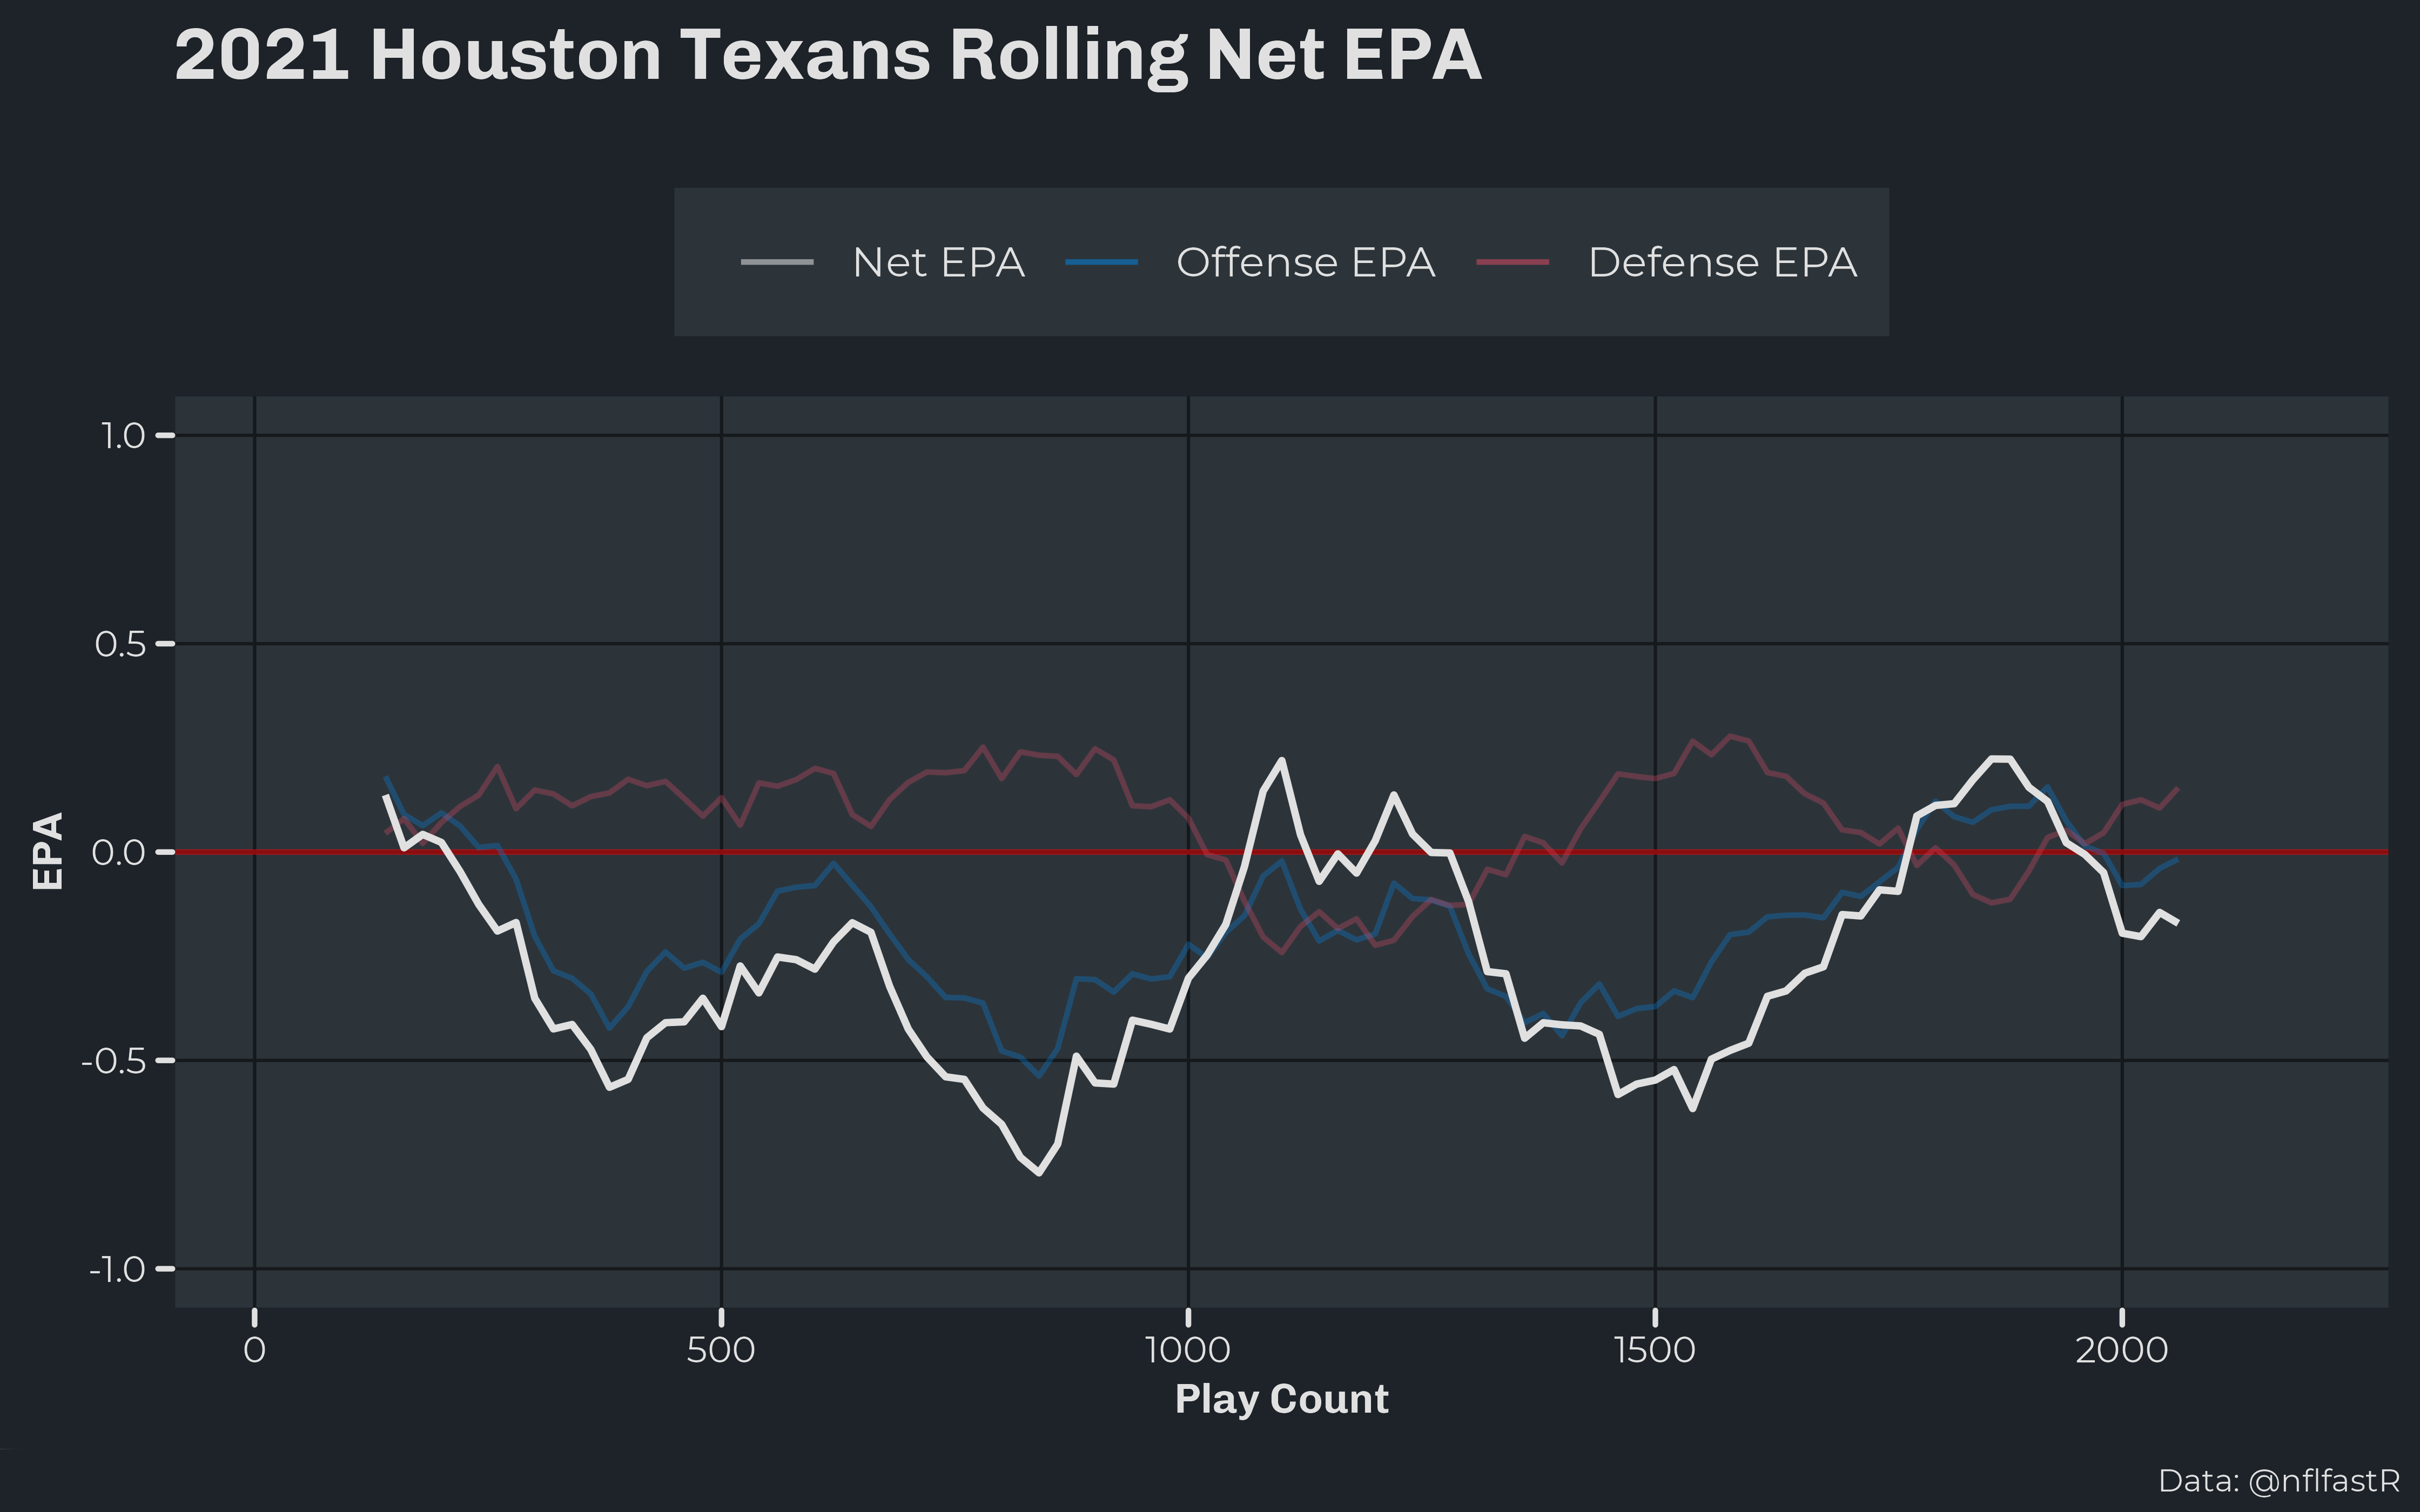 2021 Houston Texans Rolling Net EPA
Net EPA Offense EPA Defense EPA
1.0
0.5
0.0
-0.5
-1.0
EPA
0 500 1000 1500 2000
Play Count
Data: @nflfastR